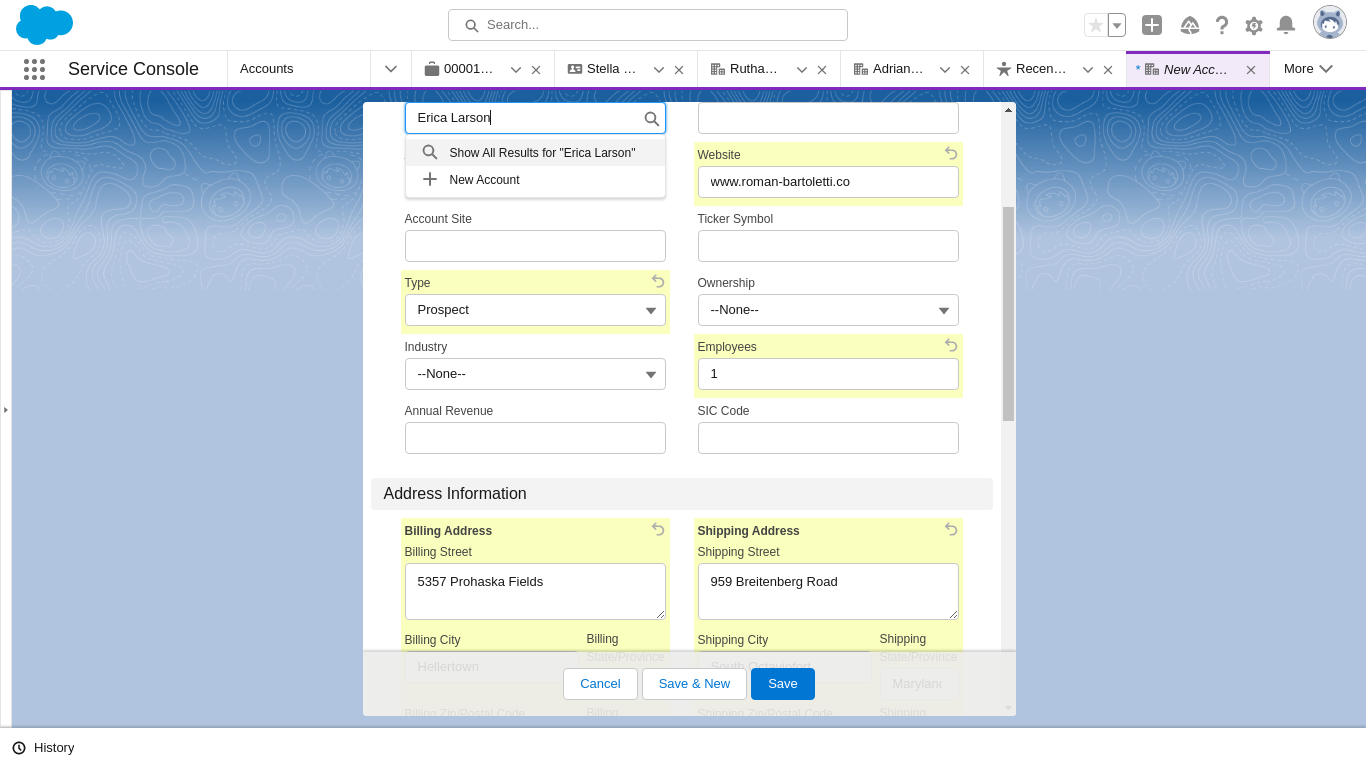 Search...
Service Console
Accounts
00001...
Stella ...
Rutha...
Adrian...
Recen...
* New Acc...
More
Erica Larson
Show All Results for "Erica Larson"
New Account
Website
www.roman-bartoletti.co
Account Site
Ticker Symbol
Type
Ownership
Prospect
--None--
Industry
Employees
--None--
1
Annual Revenue
SIC Code
Address Information
Billing Address
Shipping Address
Billing Street
Shipping Street
5357 Prohaska Fields
959 Breitenberg Road
Billing City
Billing
State/Province
Shipping City
Shipping
State/Province
Hellertown
South Octaviofort
Maryland
Cancel
Save & New
Save
Billing Zip/Postal Code
Billing
Shipping Zip/Postal Code
Shipping
History